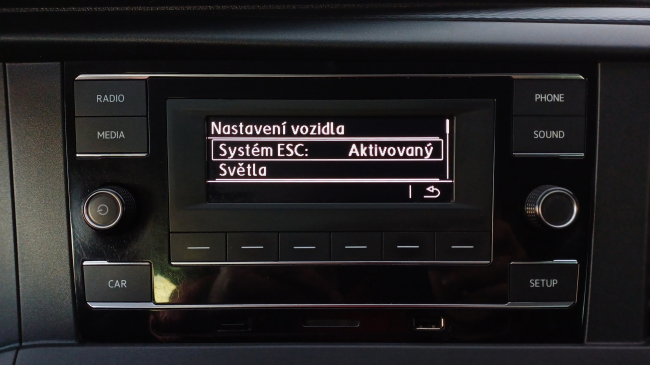 RADIO
MEDIA
Nastavení vozidla
Systém ESC: Aktivovaný
Světla
PHONE
SOUND
CAR
SETUP